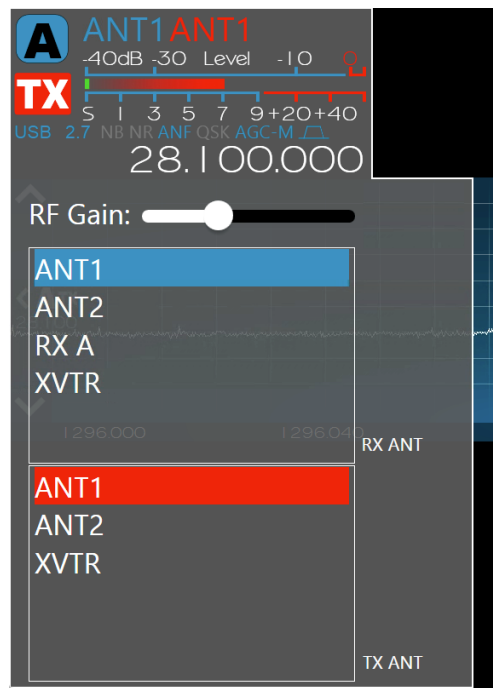 A ANT1 ANT1
-40dB -30 Level -10 0
TX
S 1 3 5 7 9 +20 +40
USB 2.7 NB NR ANF QSK AGC-M
28.100.000
RF Gain:
ANT1
ANT2
RX A
XVTR
1296.000 1296.040
RX ANT
ANT1
ANT2
XVTR
TX ANT